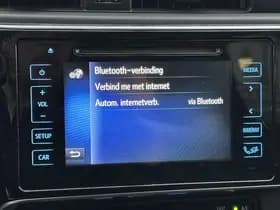 Bluetooth-verbinding
MEDIA
Verbind me met internet
Autom. internetverb. via Bluetooth
+
VOL
-
SETUP
CAR